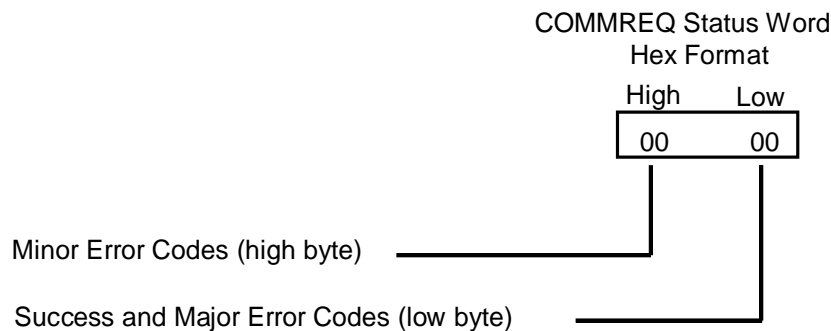 COMMREQ Status Word
Hex Format
High Low
00 00
Minor Error Codes (high byte)
Success and Major Error Codes (low byte)